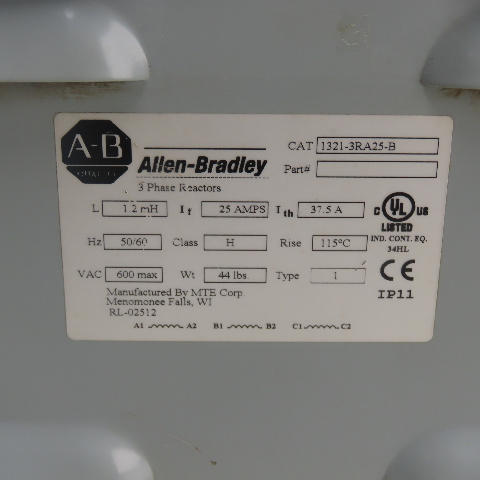 A-B
QUALITY
Allen-Bradley
CAT 1321-3RA25-B
Part#
3 Phase Reactors
L 1.2 mH If 25 AMPS Ith 37.5 A
C UL US
LISTED
IND. CONT. EQ.
34HL
Hz 50/60 Class H Rise 115°C
VAC 600 max Wt 44 lbs. Type 1
CE
IP11
Manufactured By MTE Corp.
Menomonee Falls, WI
RL-02512
A1 A2 B1 B2 C1 C2